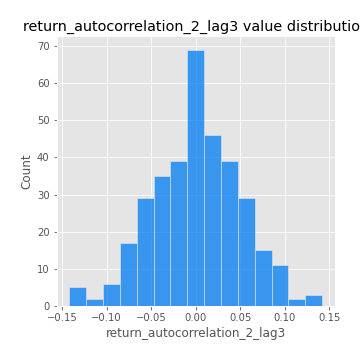 return_autocorrelation_2_lag3 value distributio
70
60
50
40
30
20
10
0
Count
−0.15 −0.10 −0.05 0.00 0.05 0.10 0.15
return_autocorrelation_2_lag3